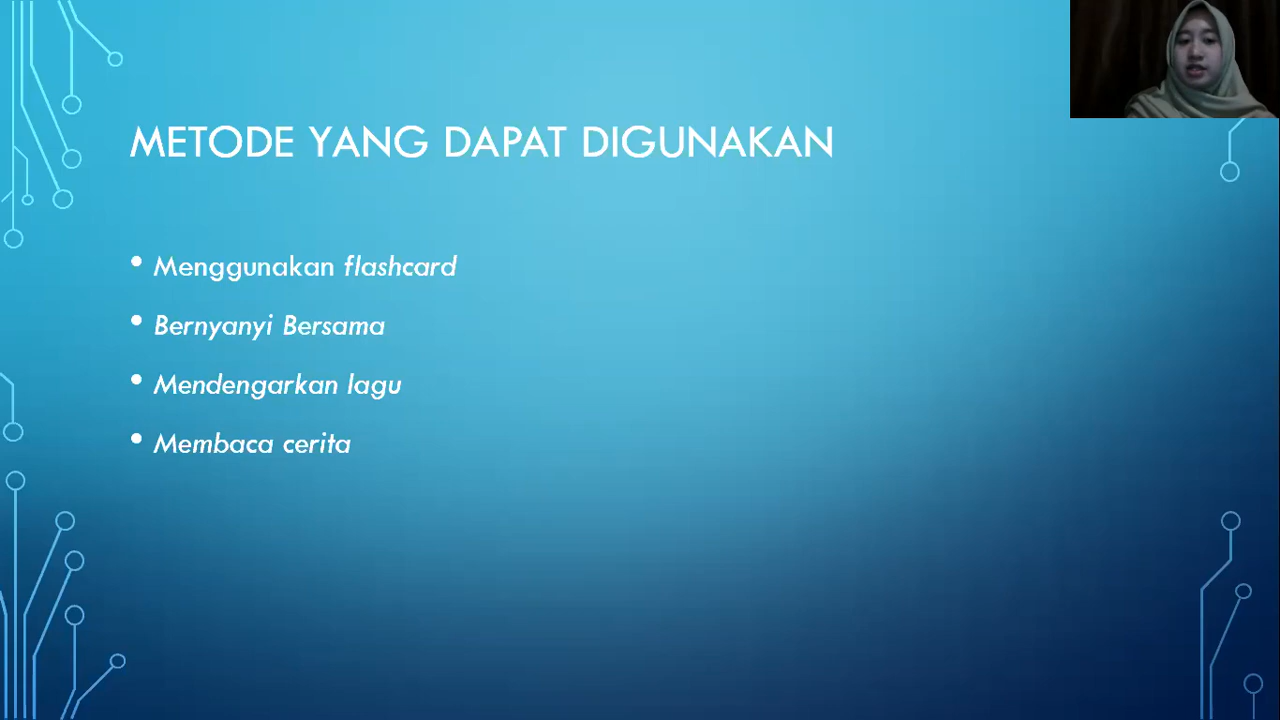 METODE YANG DAPAT DIGUNAKAN
• Menggunakan flashcard
• Bernyanyi Bersama
• Mendengarkan lagu
• Membaca cerita